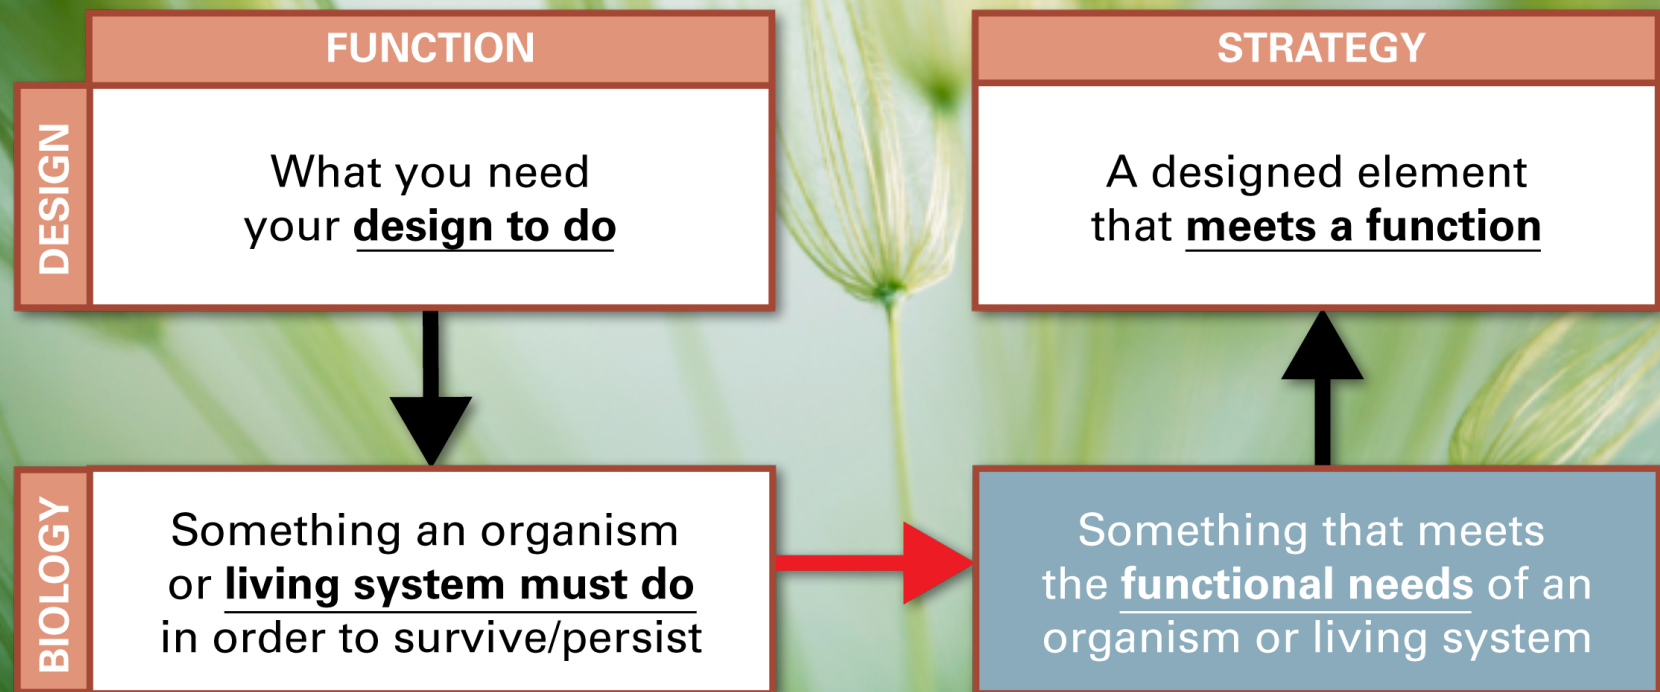 FUNCTION
STRATEGY
DESIGN
What you need
your design to do
A designed element
that meets a function
BIOLOGY
Something an organism
or living system must do
in order to survive/persist
Something that meets
the functional needs of an
organism or living system